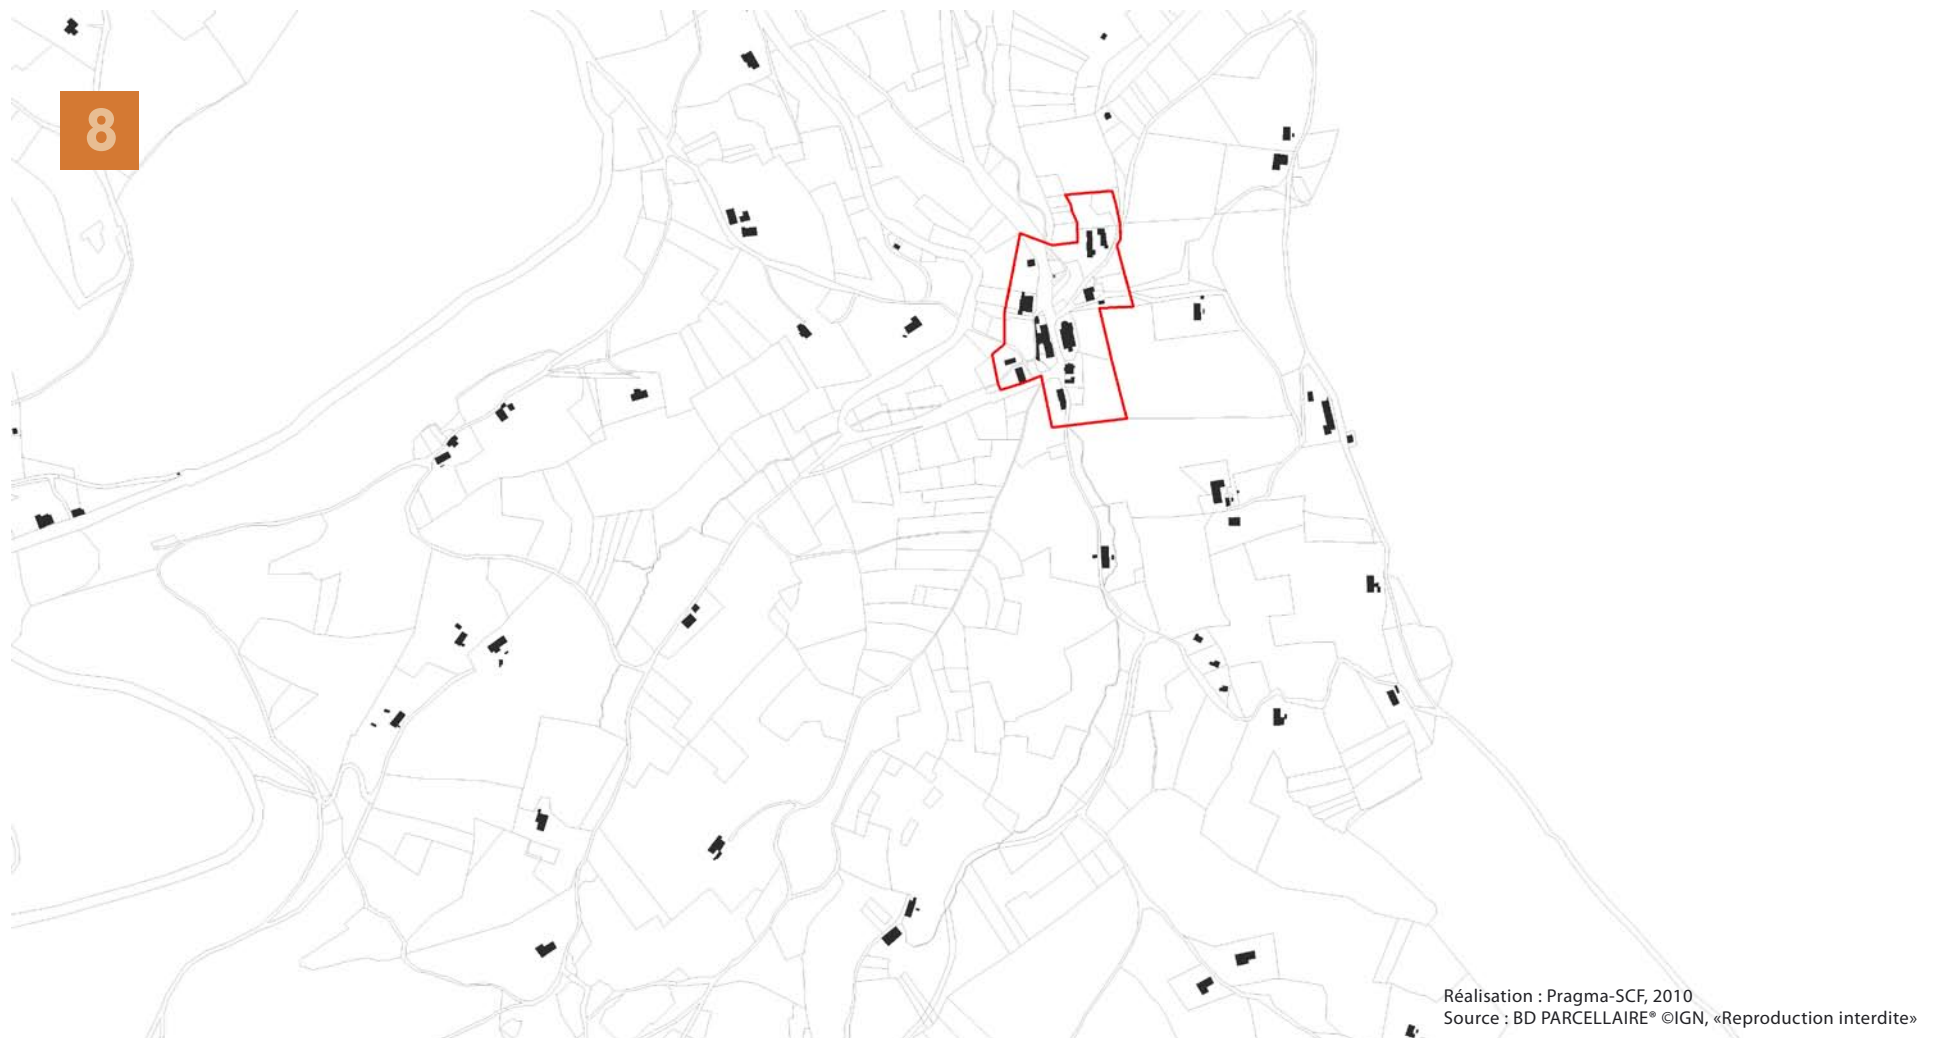 8
Réalisation : Pragma-SCF, 2010
Source : BD PARCELLAIRE® ©IGN, «Reproduction interdite»